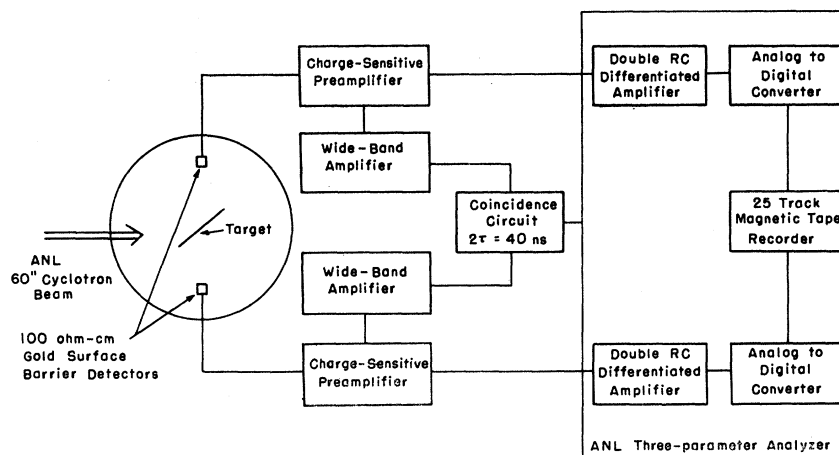 Charge-Sensitive
Preamplifier
Double RC
Differentiated
Amplifier
Analog to
Digital
Converter
Wide-Band
Amplifier
Coincidence
Circuit
2τ = 40 ns
25 Track
Magnetic Tape
Recorder
Target
ANL
60" Cyclotron
Beam
Wide-Band
Amplifier
100 ohm-cm
Gold Surface
Barrier Detectors
Charge-Sensitive
Preamplifier
Double RC
Differentiated
Amplifier
Analog to
Digital
Converter
ANL Three-parameter Analyzer